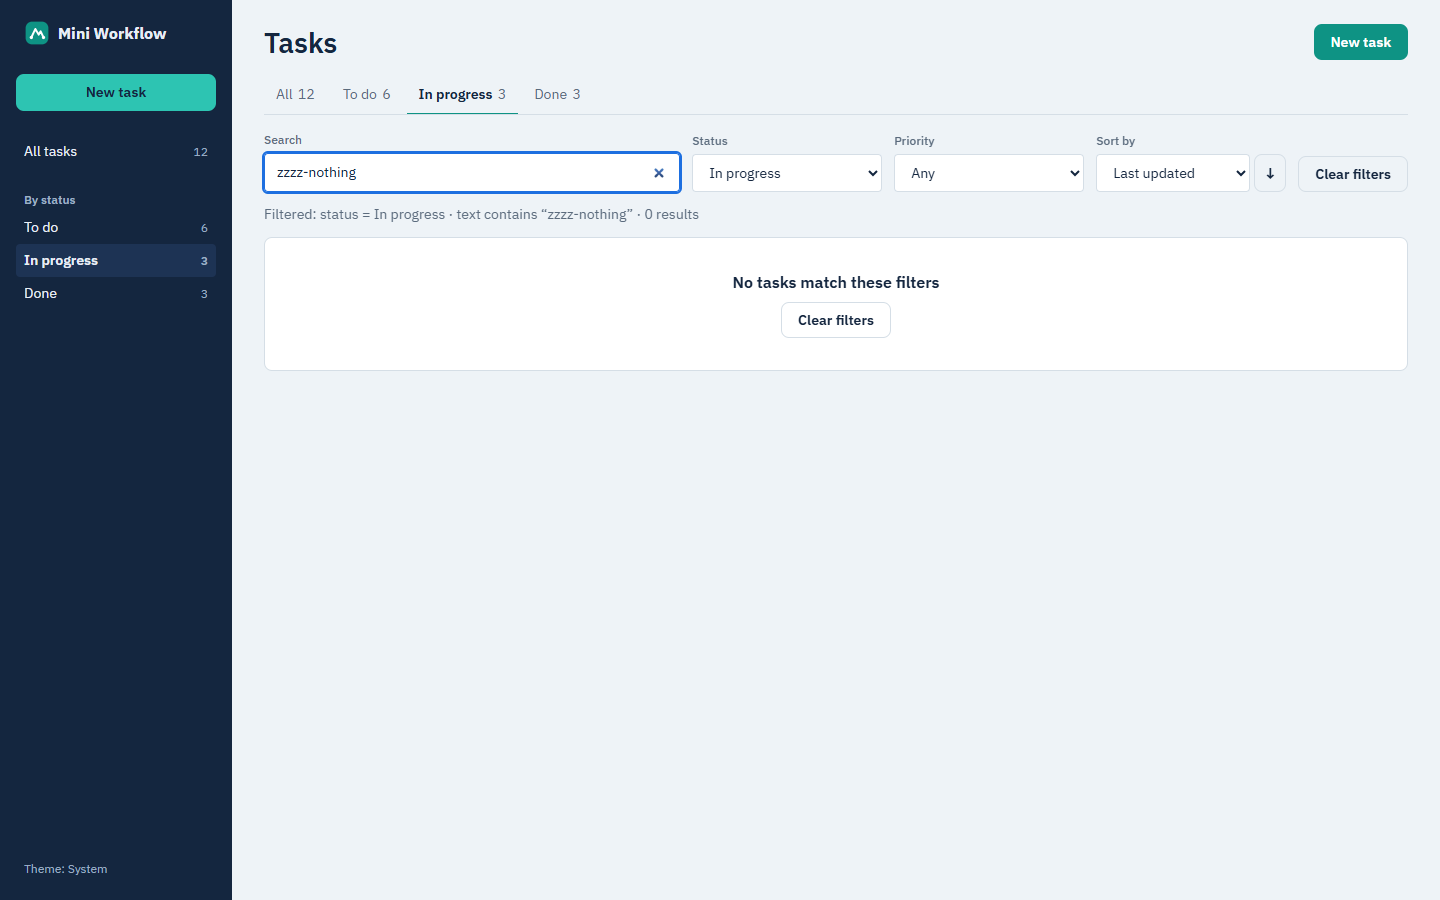 Mini Workflow
New task
All tasks 12
By status
To do 6
In progress 3
Done 3
Theme: System
Tasks
New task
All 12 To do 6 In progress 3 Done 3
Search Status Priority Sort by
zzzz-nothing In progress Any Last updated Clear filters
Filtered: status = In progress · text contains “zzzz-nothing” · 0 results
No tasks match these filters
Clear filters